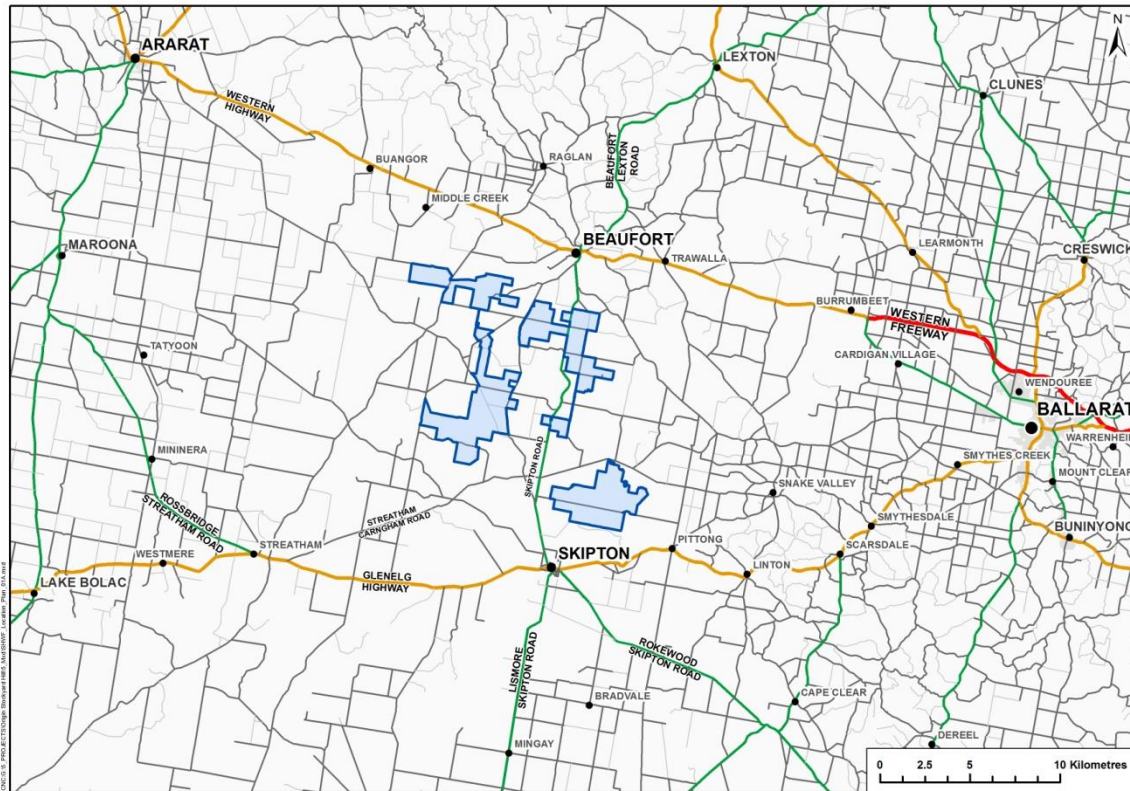 N
ARARAT
LEXTON
CLUNES
WESTERN
HIGHWAY
BEAUFORT
LEXTON
ROAD
BUANGOR
RAGLAN
MIDDLE CREEK
MAROONA
BEAUFORT
TRAWALLA
LEARMONTH
CRESWICK
BURRUMBEET
WESTERN
FREEWAY
TATYOON
CARDIGAN VILLAGE
WENDOUREE
BALLARAT
WARRENHEIP
MININERA
SKIPTON ROAD
SMYTHES CREEK
MOUNT CLEAR
SNAKE VALLEY
ROSSBRIDGE
STREATHAM ROAD
STREATHAM
CARNGHAM ROAD
SMYTHESDALE
BUNINYONG
PITTONG
WESTMERE
STREATHAM
SKIPTON
SCARSDALE
LINTON
LAKE BOLAC
GLENELG
HIGHWAY
LISMORE
SKIPTON ROAD
ROKEWOOD
SKIPTON ROAD
BRADVALE
CAPE CLEAR
MINGAY
DEREEL
0 2.5 5 10 Kilometres